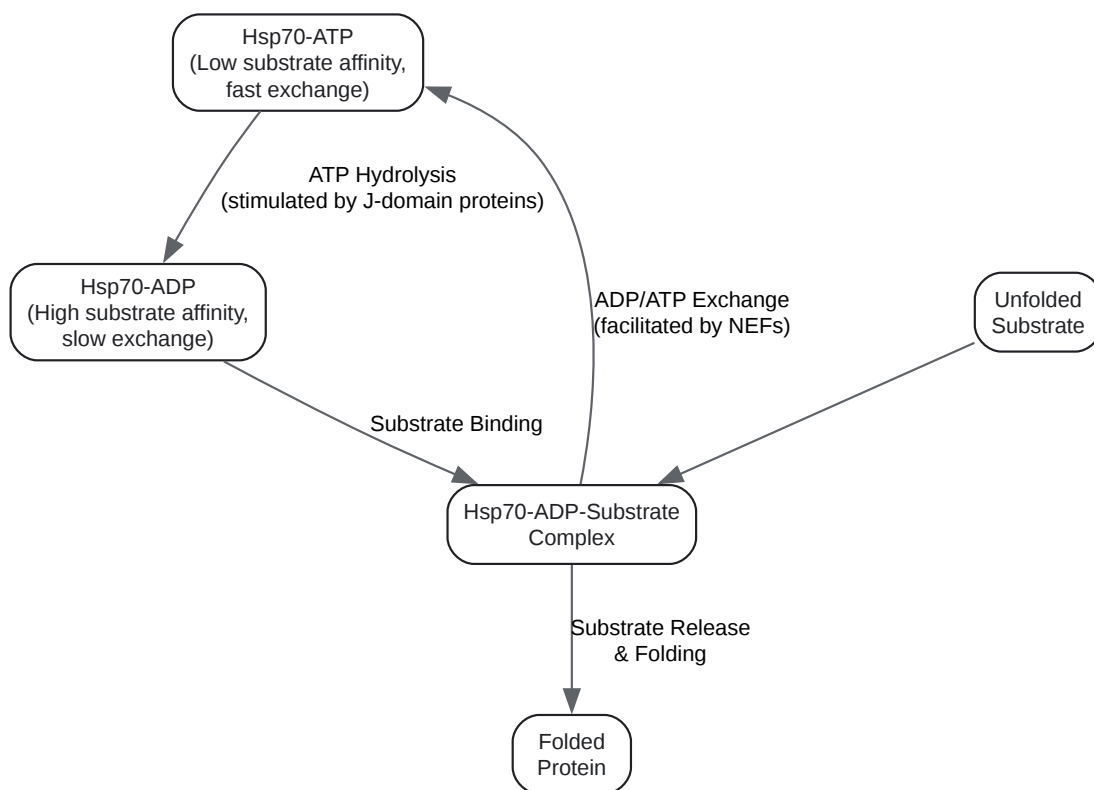 Hsp70-ATP
(Low substrate affinity,
fast exchange)
ATP Hydrolysis
(stimulated by J-domain proteins)
Hsp70-ADP
(High substrate affinity,
slow exchange)
ADP/ATP Exchange
(facilitated by NEFs)
Unfolded
Substrate
Substrate Binding
Hsp70-ADP-Substrate
Complex
Substrate Release
& Folding
Folded
Protein